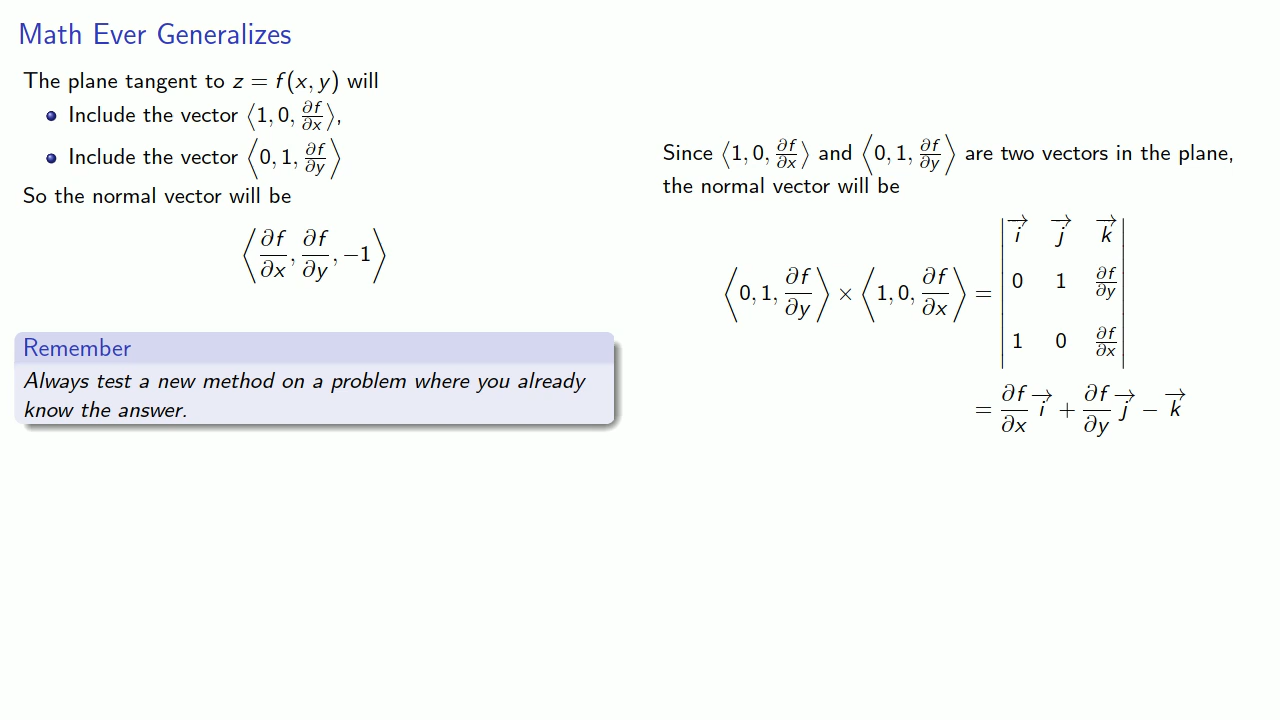 Math Ever Generalizes
The plane tangent to z = f(x, y) will
• Include the vector ⟨1, 0, ∂f/∂x⟩,
• Include the vector ⟨0, 1, ∂f/∂y⟩
So the normal vector will be
⟨∂f/∂x, ∂f/∂y, −1⟩
Remember
Always test a new method on a problem where you already
know the answer.
Since ⟨1, 0, ∂f/∂x⟩ and ⟨0, 1, ∂f/∂y⟩ are two vectors in the plane,
the normal vector will be
⟨0, 1, ∂f/∂y⟩ × ⟨1, 0, ∂f/∂x⟩ = | i⃗ j⃗ k⃗ |
| 0 1 ∂f/∂y |
| 1 0 ∂f/∂x |
= ∂f/∂x i⃗ + ∂f/∂y j⃗ − k⃗